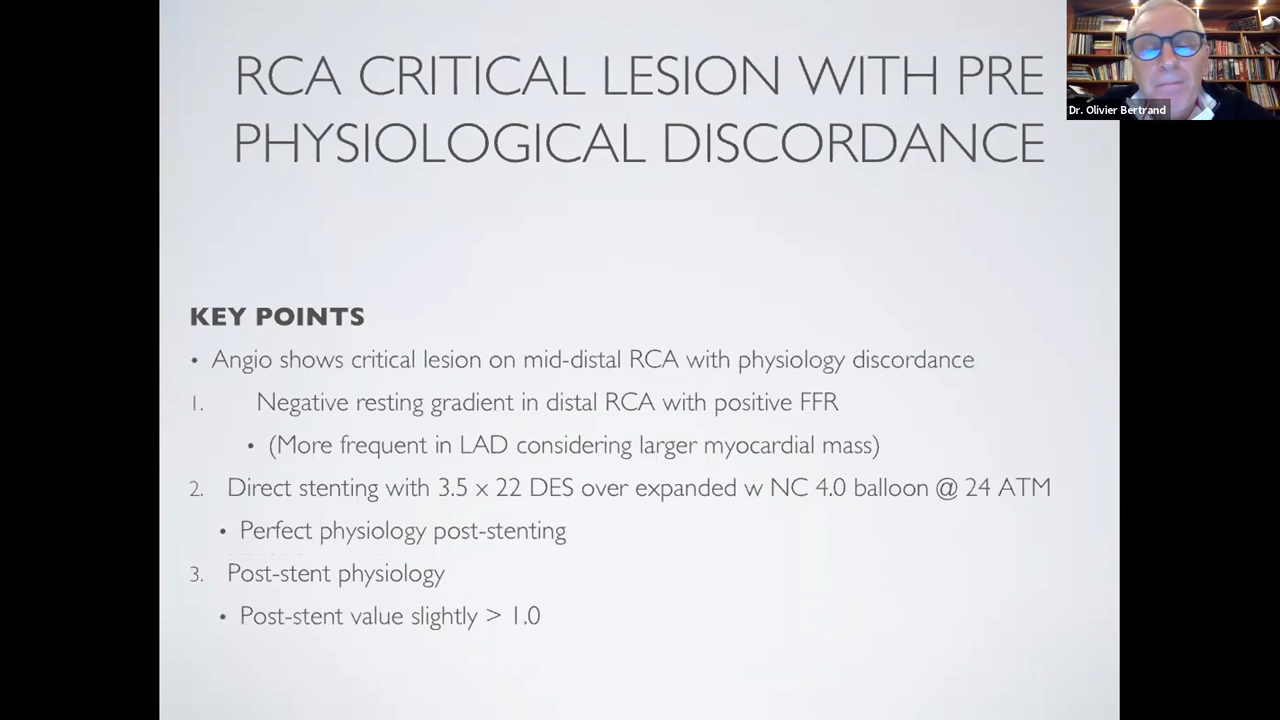 RCA CRITICAL LESION WITH PRE
PHYSIOLOGICAL DISCORDANCE
Dr. Olivier Bertrand
KEY POINTS
• Angio shows critical lesion on mid-distal RCA with physiology discordance
1. Negative resting gradient in distal RCA with positive FFR
• (More frequent in LAD considering larger myocardial mass)
2. Direct stenting with 3.5 x 22 DES over expanded w NC 4.0 balloon @ 24 ATM
• Perfect physiology post-stenting
3. Post-stent physiology
• Post-stent value slightly > 1.0